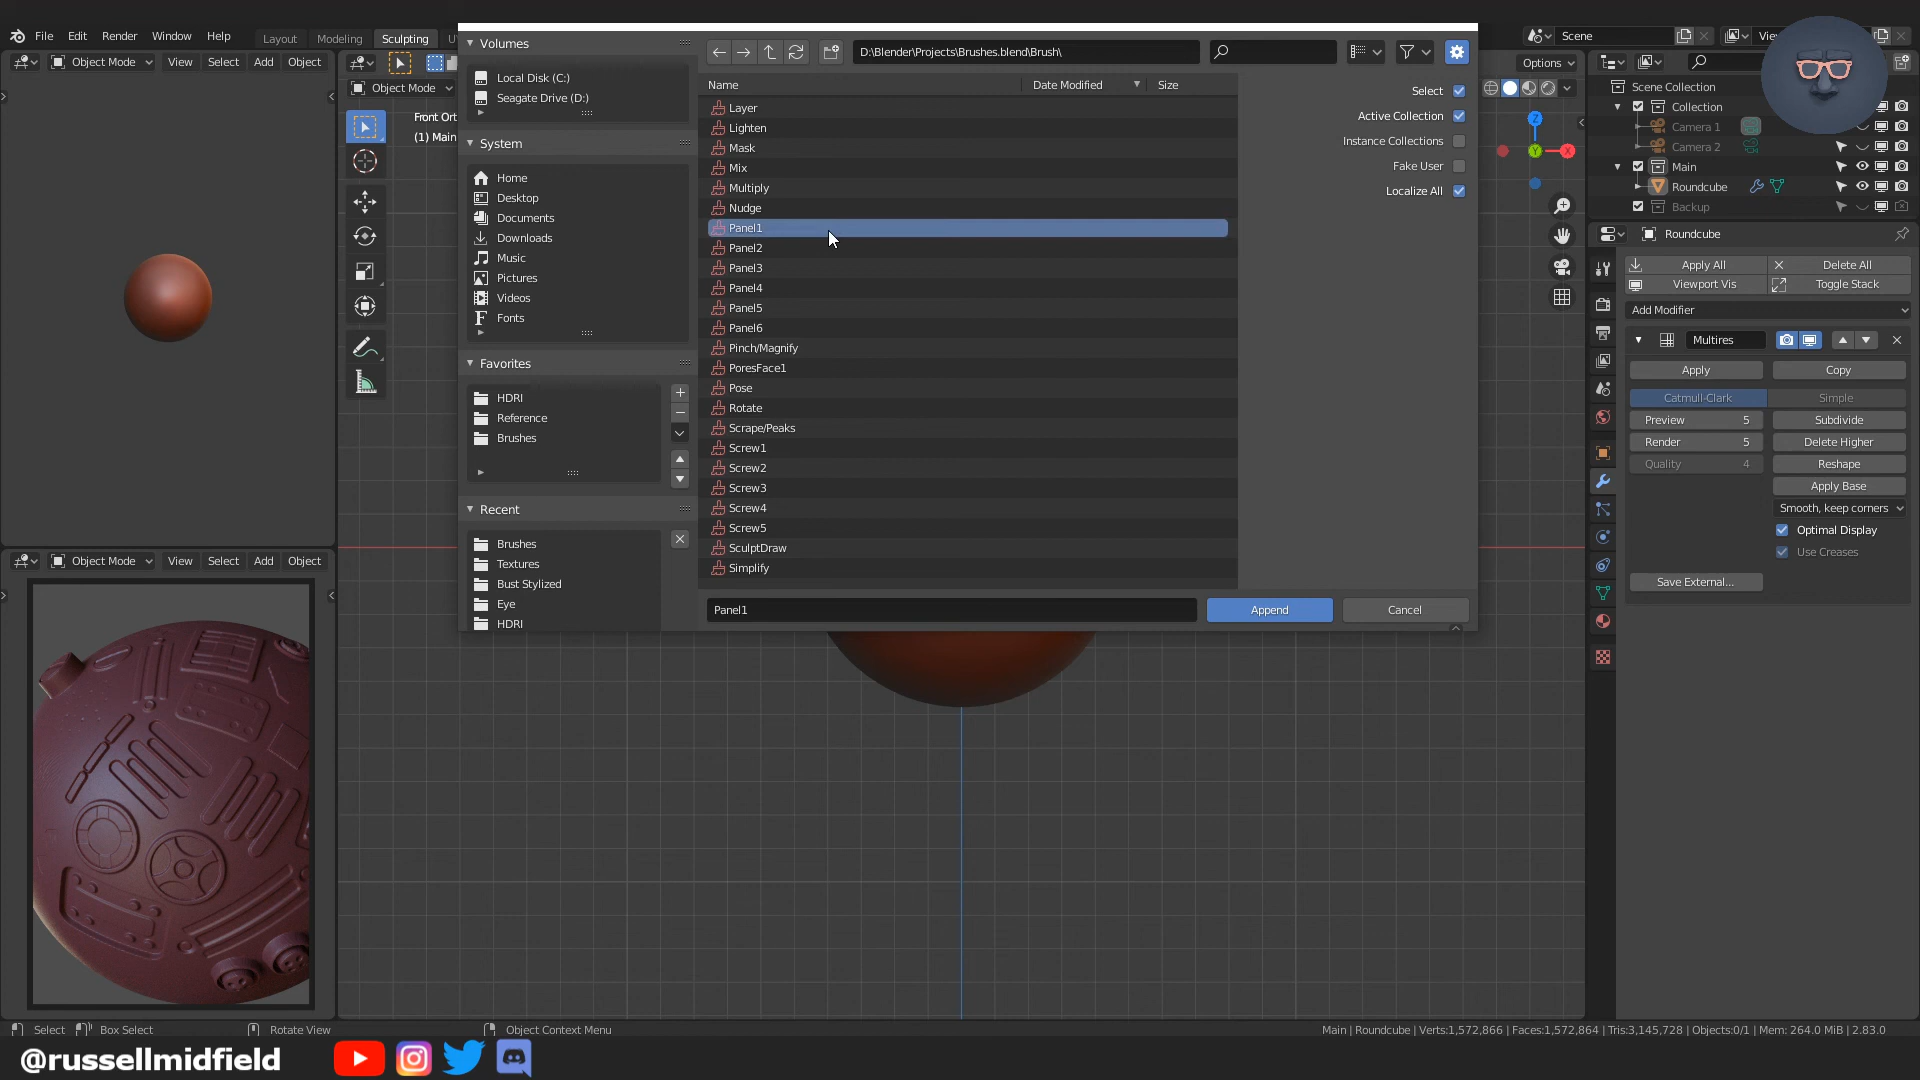 File Edit Render Window Help Layout Modeling Sculpting
Object Mode View Select Add Object
Object Mode
Front Ort
(1) Main
Volumes
Local Disk (C:)
Seagate Drive (D:)
System
Home
Desktop
Documents
Downloads
Music
Pictures
Videos
Fonts
Favorites
HDRI
Reference
Brushes
Recent
Brushes
Textures
Bust Stylized
Eye
HDRI
D:\Blender\Projects\Brushes.blend\Brush\
Name Date Modified Size
Layer
Lighten
Mask
Mix
Multiply
Nudge
Panel1
Panel2
Panel3
Panel4
Panel5
Panel6
Pinch/Magnify
PoresFace1
Pose
Rotate
Scrape/Peaks
Screw1
Screw2
Screw3
Screw4
Screw5
SculptDraw
Simplify
Panel1 Append Cancel
Select
Active Collection
Instance Collections
Fake User
Localize All
Scene
Options
Z
Y
X
Scene Collection
Collection
Camera 1
Camera 2
Main
Roundcube
Backup
Roundcube
Apply All Delete All
Viewport Vis Toggle Stack
Add Modifier
Multires
Apply Copy
Catmull-Clark Simple
Preview 5 Subdivide
Render 5 Delete Higher
Quality 4 Reshape
Apply Base
Smooth, keep corners
Optimal Display
Use Creases
Save External...
Object Mode View Select Add Object
Select Box Select Rotate View Object Context Menu
Main | Roundcube | Verts:1,572,866 | Faces:1,572,864 | Tris:3,145,728 | Objects:0/1 | Mem: 264.0 MiB | 2.83.0
@russellmidfield